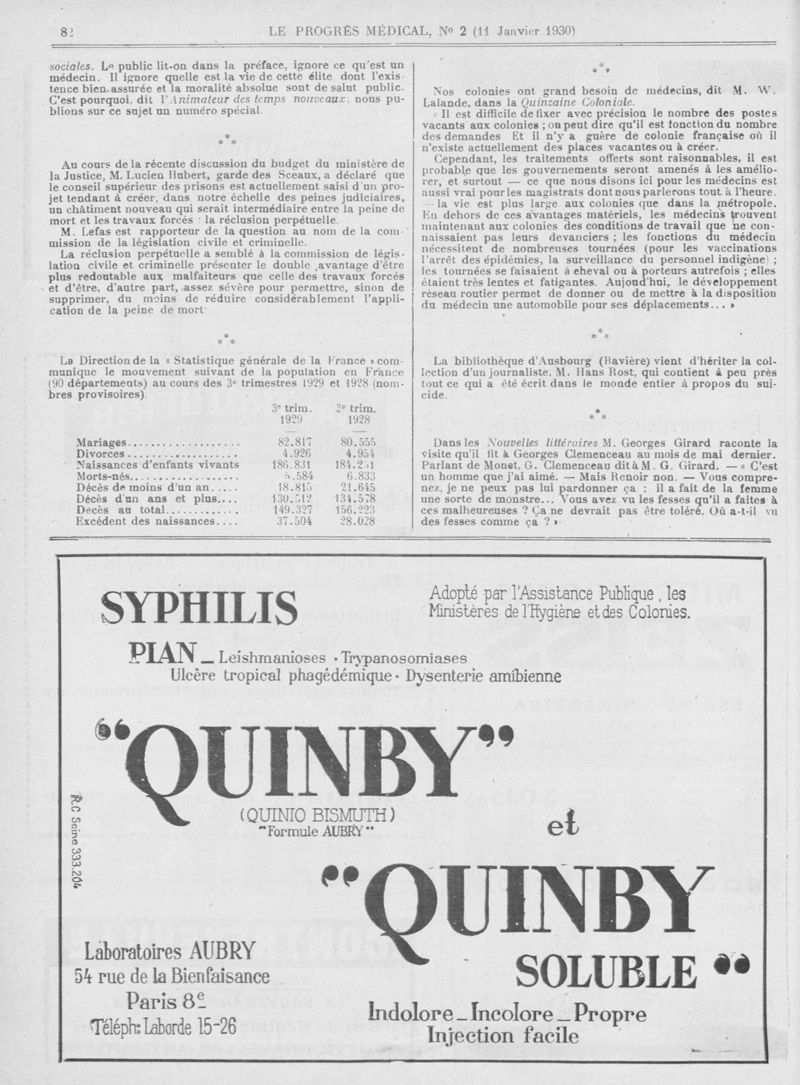 82
LE PROGRÈS MÉDICAL, No 2 (11 Janvier 1930)
sociales. Le public lit-on dans la préface, ignore ce qu'est un
médecin. Il ignore quelle est la vie de cette élite dont l'exis-
tence bien assurée et la moralité absolue sont de salut public.
C'est pourquoi, dit l'Animateur des temps nouveaux, nous pu-
blions sur ce sujet un numéro spécial.
Au cours de la récente discussion du budget du ministère de
la Justice, M. Lucien Hubert, garde des Sceaux, a déclaré que
le conseil supérieur des prisons est actuellement saisi d'un pro-
jet tendant à créer, dans notre échelle des peines judiciaires,
un châtiment nouveau qui serait intermédiaire entre la peine de
mort et les travaux forcés : la réclusion perpétuelle.
M. Lefas est rapporteur de la question au nom de la com-
mission de la législation civile et criminelle.
La réclusion perpétuelle a semblé à la commission de légis-
lation civile et criminelle présenter le double avantage d'être
plus redoutable aux malfaiteurs que celle des travaux forcés
et d'être, d'autre part, assez sévère pour permettre, sinon de
supprimer, du moins de réduire considérablement l'appli-
cation de la peine de mort
La Direction de la « Statistique générale de la France » com-
munique le mouvement suivant de la population en France
(90 départements) au cours des 3e trimestres 1929 et 1928 (nom-
bres provisoires).
3e trim. 3e trim.
1929 1928
Mariages.................... 82.817 80.555
Divorces.................... 4.926 4.954
Naissances d'enfants vivants 186.831 184.251
Morts-nés................... 6.833
Décès de moins d'un an..... 18.815 21.645
Décès d'un ans et plus.... 130.512 134.578
Decès au total............. 149.327 156.223
Excédent des naissances.... 37.504 28.028
Nos colonies ont grand besoin de médecins, dit M. W.
Lalande, dans la Quinzaine Coloniale.
« Il est difficile de fixer avec précision le nombre des postes
vacants aux colonies ; on peut dire qu'il est fonction du nombre
des demandes Et il n'y a guère de colonie française où il
n'existe actuellement des places vacantes ou à créer.
Cependant, les traitements offerts sont raisonnables, il est
probable que les gouvernements seront amenés à les amélio-
rer, et surtout — ce que nous disons ici pour les médecins est
aussi vrai pour les magistrats dont nous parlerons tout à l'heure.
— la vie est plus large aux colonies que dans la métropole.
En dehors de ces avantages matériels, les médecins trouvent
maintenant aux colonies des conditions de travail que ne con-
naissaient pas leurs devanciers ; les fonctions du médecin
nécessitent de nombreuses tournées (pour les vaccinations
l'arrêt des épidémies, la surveillance du personnel indigène) ;
les tournées se faisaient à cheval ou à porteurs autrefois ; elles
étaient très lentes et fatigantes. Aujoud'hui, le développement
réseau routier permet de donner ou de mettre à la disposition
du médecin une automobile pour ses déplacements... »
La bibliothèque d'Ausbourg (Bavière) vient d'hériter la col-
lection d'un journaliste, M. Hans Rost, qui contient à peu près
tout ce qui a été écrit dans le monde entier à propos du sui-
cide.
Dans les Nouvelles littéraires M. Georges Girard raconte la
visite qu'il fit à Georges Clemenceau au mois de mai dernier.
Parlant de Monet, G. Clemenceau dit à M. G. Girard. — « C'est
un homme que j'ai aimé. — Mais Renoir non. — Vous compre-
nez, je ne peux pas lui pardonner ça : il a fait de la femme
une sorte de monstre... Vous avez vu les fesses qu'il a faites à
ces malheureuses ? Ça ne devrait pas être toléré. Où a-t-il vu
des fesses comme ça ? »
SYPHILIS
Adopté par l'Assistance Publique, les
Ministères de l'Hygiène et des Colonies.
PIAN _ Leishmanioses · Trypanosomiases
Ulcère tropical phagédémique · Dysenterie amibienne
"QUINBY"
(QUINIO BISMUTH)
"Formule AUBRY"
et
"QUINBY
SOLUBLE"
R.C Seine 333.204
Laboratoires AUBRY
54 rue de la Bienfaisance
Paris 8e
Téléph: Laborde 15-26
Indolore _ Incolore _ Propre
Injection facile